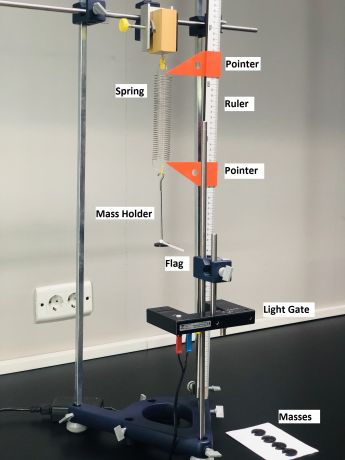 Pointer
Spring
Ruler
Pointer
Mass Holder
Flag
Light Gate
Masses